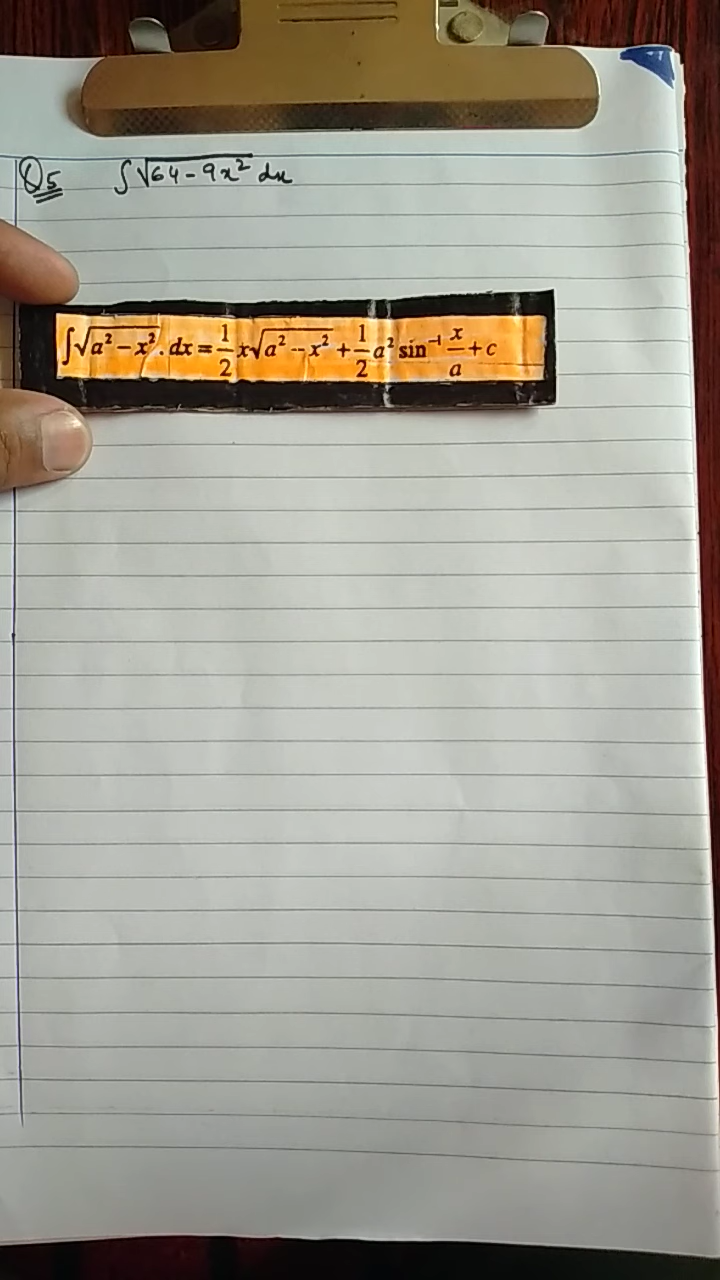 Q5 ∫√64-9x² dx
∫√a²-x². dx = 1/2 x√a²-x² + 1/2 a² sin⁻¹ x/a + c